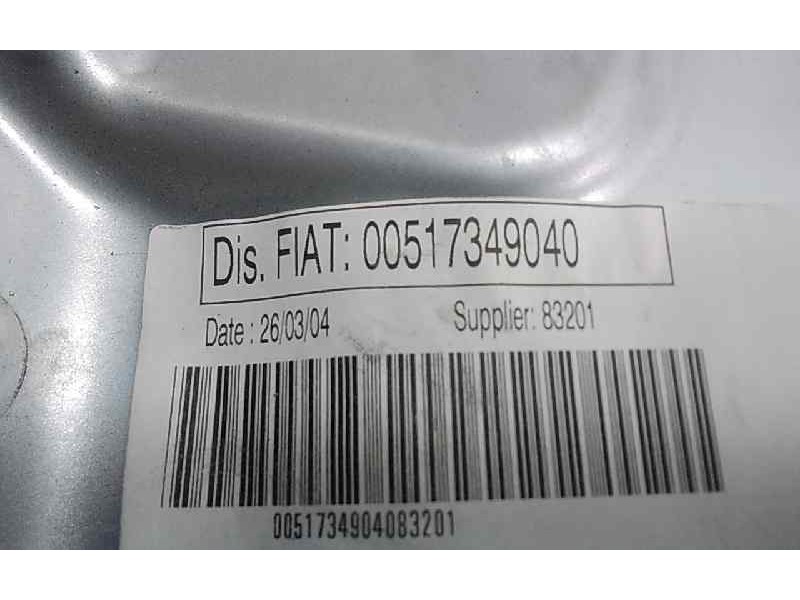 Dis. FIAT: 00517349040
Date : 26/03/04 Supplier: 83201
0051734904083201